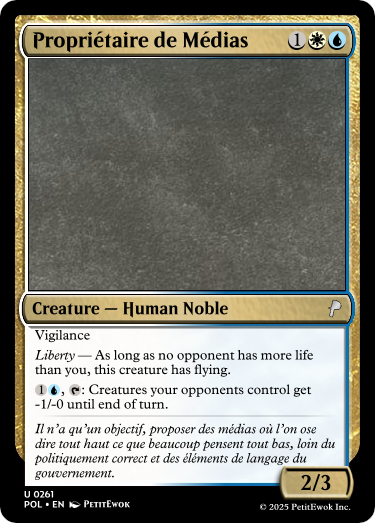 Propriétaire de Médias 1
Creature — Human Noble
Vigilance
Liberty — As long as no opponent has more life
than you, this creature has flying.
1, : Creatures your opponents control get
-1/-0 until end of turn.
Il n'a qu'un objectif, proposer des médias où l'on ose
dire tout haut ce que beaucoup pensent tout bas, loin du
politiquement correct et des éléments de langage du
gouvernement.
2/3
U 0261
POL • EN PetitEwok
© 2025 PetitEwok Inc.